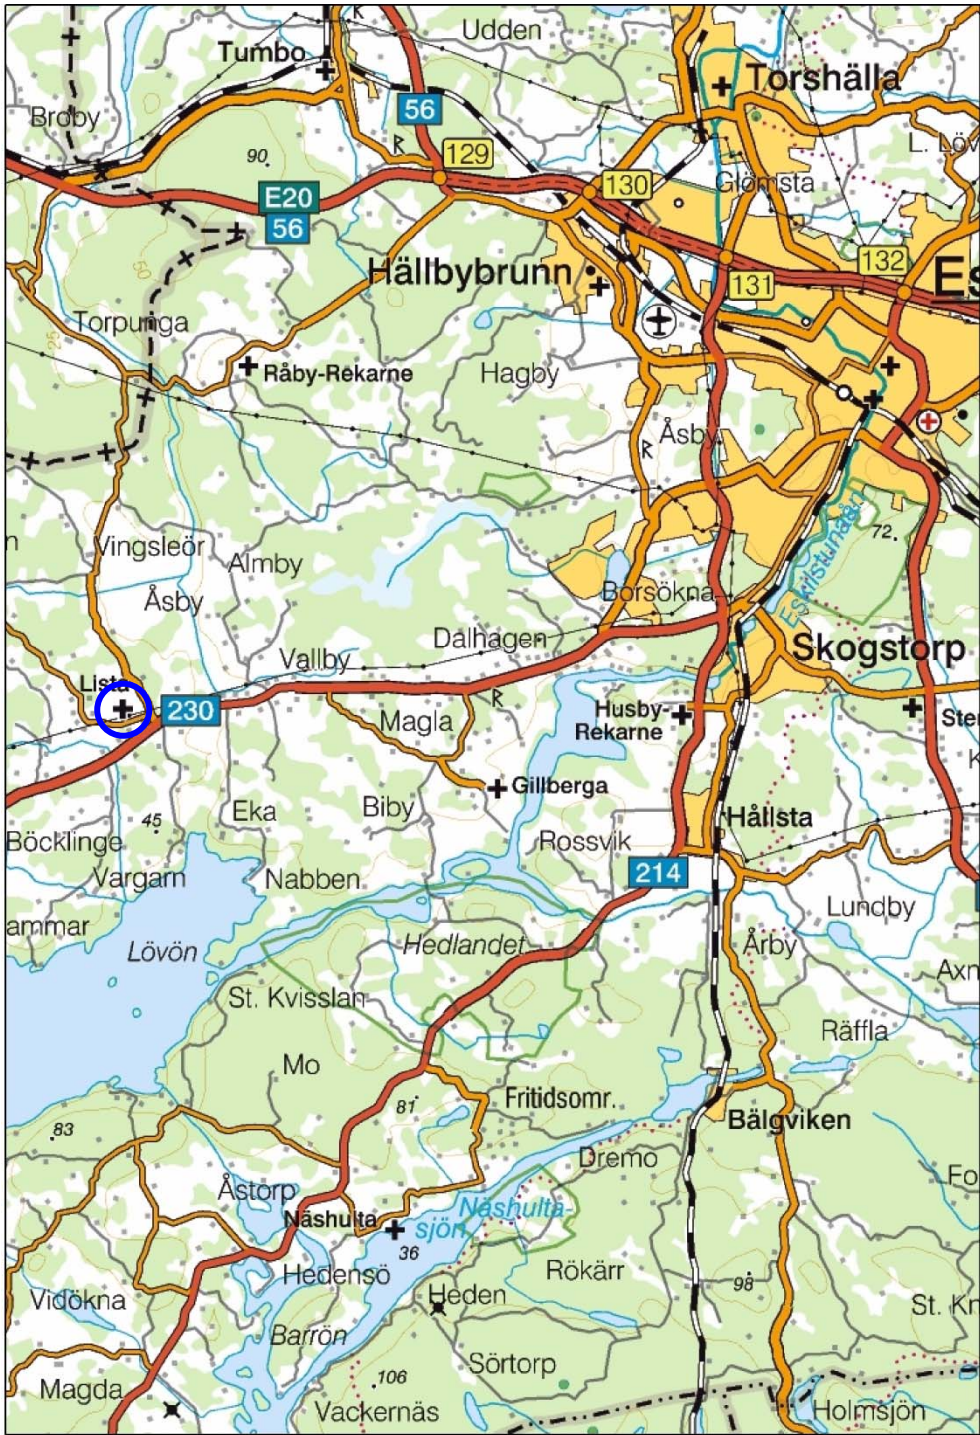 Udden
Tumbo
Torshälla
Broby
56
129
L. Löv
90
130
Glömsta
E20
56
132
Hällbybrunn
131
Es
50
Torpunga
25
Råby-Rekarne
Hagby
Åsby
n
Vingsleör
72
Almby
Eskilstunaån
Åsby
Borsökna
Dalhagen
Vallby
Skogstorp
Lista
230
Magla
Husby-
Rekarne
Ste
Gillberga
K
45
Eka
Biby
Hållsta
Böcklinge
Rossvik
Vargarn
Nabben
214
ammar
Lundby
Lövön
Hedlandet
Årby
Axn
St. Kvisslan
Räffla
Mo
81
Fritidsomr.
83
Bälgviken
Dremo
Åstorp
Fo
Näshulta
Näshulta-
sjön
36
Hedensö
Rökärr
98
Vidökna
Heden
St. Kn
Barrön
Sörtorp
Magda
106
Vackernäs
Holmsjön